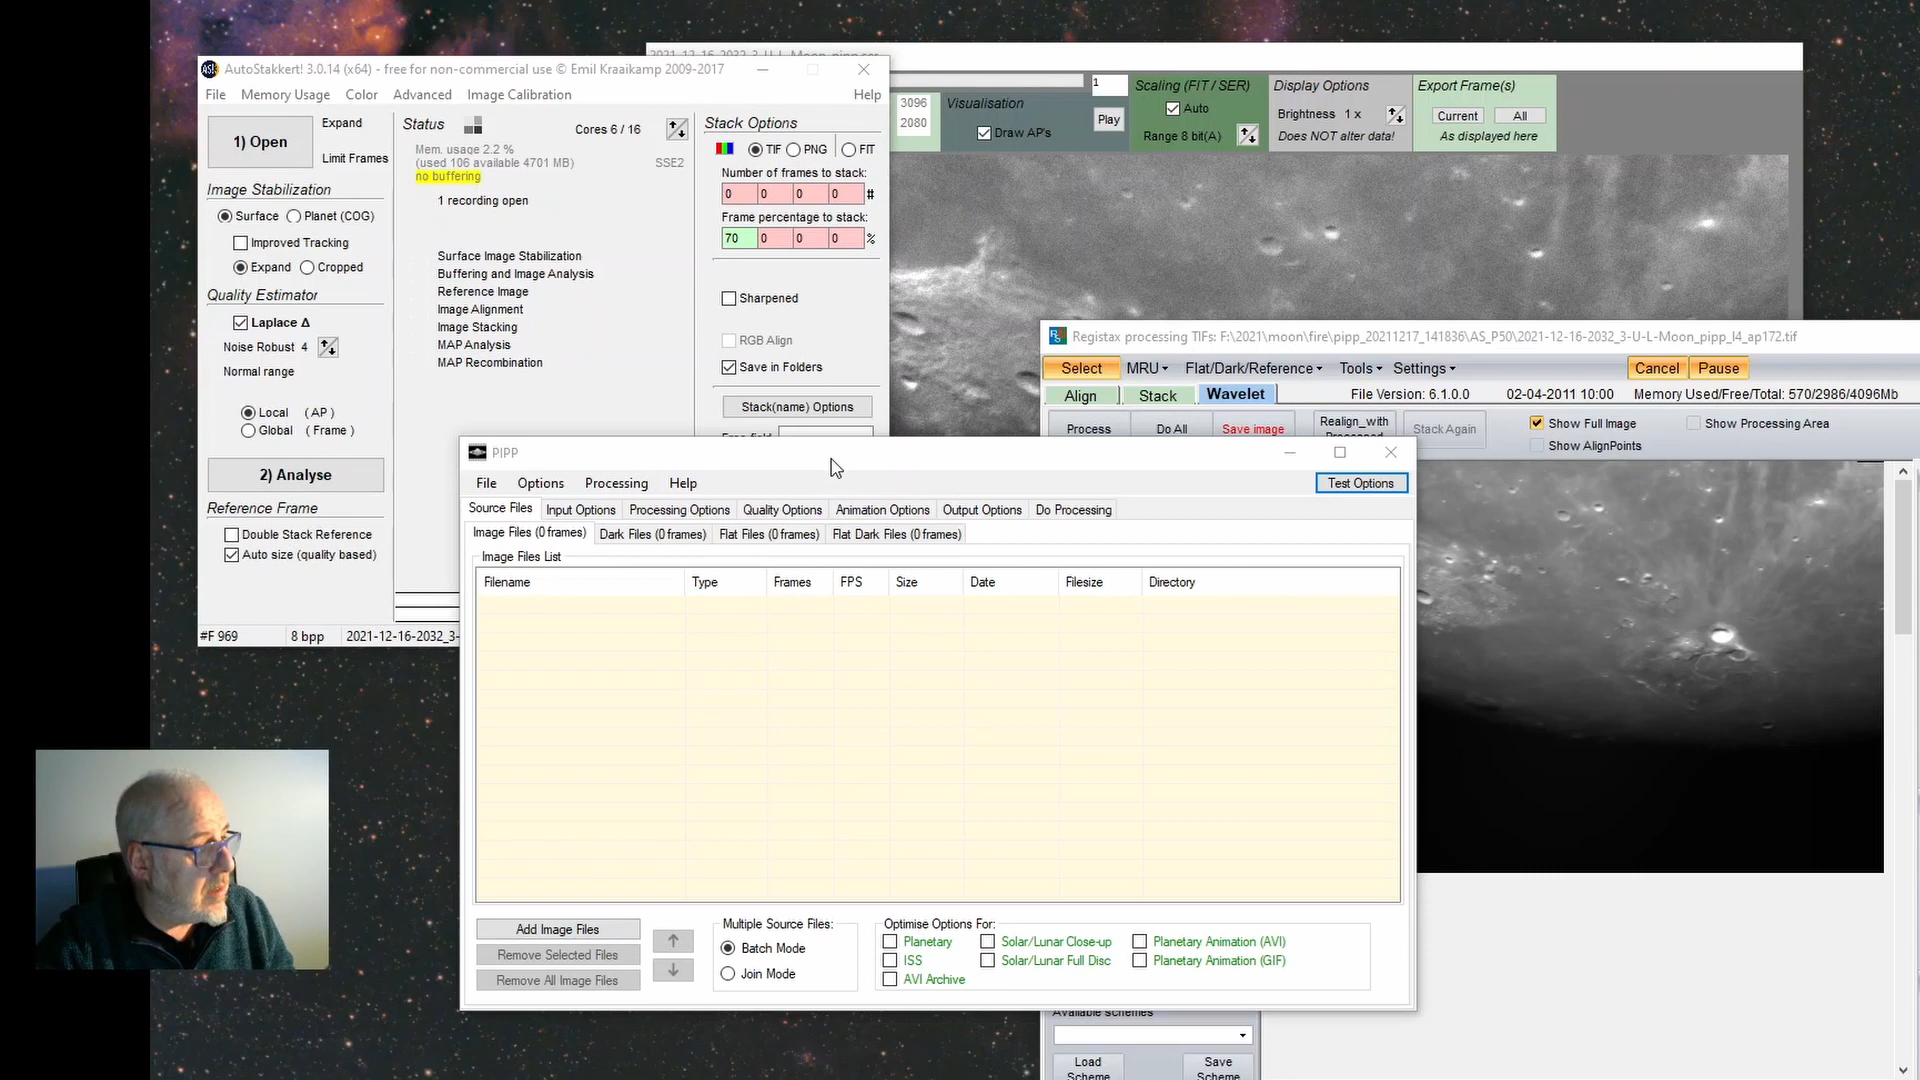 AutoStakkert! 3.0.14 (x64) - free for non-commercial use © Emil Kraaikamp 2009-2017
File Memory Usage Color Advanced Image Calibration Help
1) Open
Expand
Limit Frames
Image Stabilization
Surface Planet (COG)
Improved Tracking
Expand Cropped
Quality Estimator
Laplace Δ
Noise Robust 4
Normal range
Local (AP)
Global (Frame)
2) Analyse
Reference Frame
Double Stack Reference
Auto size (quality based)
#F 969 8 bpp 2021-12-16-2032_3-
Status
Cores 6 / 16
Mem. usage 2.2 %
(used 106 available 4701 MB)
SSE2
no buffering
1 recording open
Surface Image Stabilization
Buffering and Image Analysis
Reference Image
Image Alignment
Image Stacking
MAP Analysis
MAP Recombination
Stack Options
TIF PNG FIT
Number of frames to stack:
0 0 0 0 #
Frame percentage to stack:
70 0 0 0 %
Sharpened
RGB Align
Save in Folders
Stack(name) Options
2021-12-16-2032_3-U-L-Moon_pipp.ser
3096
2080
Visualisation
Draw AP's
1
Play
Scaling (FIT / SER)
Auto
Range 8 bit(A)
Display Options
Brightness 1 x
Does NOT alter data!
Export Frame(s)
Current All
As displayed here
Registax processing TIFs: F:\2021\moon\fire\pipp_20211217_141836\AS_P50\2021-12-16-2032_3-U-L-Moon_pipp_l4_ap172.tif
Select MRU Flat/Dark/Reference Tools Settings Cancel Pause
Align Stack Wavelet File Version: 6.1.0.0 02-04-2011 10:00 Memory Used/Free/Total: 570/2986/4096Mb
Process Do All Save image Realign_with Stack Again
Show Full Image Show Processing Area
Show AlignPoints
PIPP
File Options Processing Help Test Options
Source Files Input Options Processing Options Quality Options Animation Options Output Options Do Processing
Image Files (0 frames) Dark Files (0 frames) Flat Files (0 frames) Flat Dark Files (0 frames)
Image Files List
Filename Type Frames FPS Size Date Filesize Directory
Add Image Files
Remove Selected Files
Remove All Image Files
Multiple Source Files:
Batch Mode
Join Mode
Optimise Options For:
Planetary Solar/Lunar Close-up Planetary Animation (AVI)
ISS Solar/Lunar Full Disc Planetary Animation (GIF)
AVI Archive
Available schemes
Load Scheme
Save Scheme